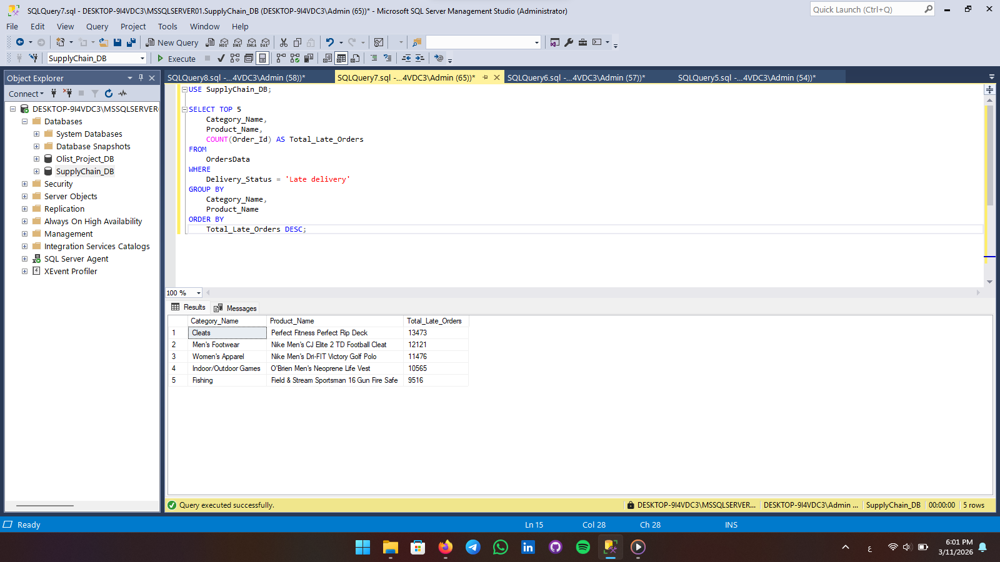 SQLQuery7.sql - DESKTOP-9I4VDC3\MSSQLSERVER01.SupplyChain_DB (DESKTOP-9I4VDC3\Admin (65))* - Microsoft SQL Server Management Studio (Administrator)
Quick Launch (Ctrl+Q)
File Edit View Query Project Tools Window Help
New Query MDX DMX XMLA DAX
SupplyChain_DB Execute
Object Explorer
SQLQuery8.sql -...4VDC3\Admin (58))* SQLQuery7.sql -...4VDC3\Admin (65))* SQLQuery6.sql -...4VDC3\Admin (57))* SQLQuery5.sql -...4VDC3\Admin (54))*
Connect
DESKTOP-9I4VDC3\MSSQLSERVER
Databases
System Databases
Database Snapshots
Olist_Project_DB
SupplyChain_DB
Security
Server Objects
Replication
Always On High Availability
Management
Integration Services Catalogs
SQL Server Agent
XEvent Profiler
USE SupplyChain_DB;
SELECT TOP 5
Category_Name,
Product_Name,
COUNT(Order_Id) AS Total_Late_Orders
FROM
OrdersData
WHERE
Delivery_Status = 'Late delivery'
GROUP BY
Category_Name,
Product_Name
ORDER BY
Total_Late_Orders DESC;
100 %
Results Messages
Category_Name Product_Name Total_Late_Orders
1 Cleats Perfect Fitness Perfect Rip Deck 13473
2 Men's Footwear Nike Men's CJ Elite 2 TD Football Cleat 12121
3 Women's Apparel Nike Men's Dri-FIT Victory Golf Polo 11476
4 Indoor/Outdoor Games O'Brien Men's Neoprene Life Vest 10565
5 Fishing Field & Stream Sportsman 16 Gun Fire Safe 9516
Query executed successfully. DESKTOP-9I4VDC3\MSSQLSERVER... DESKTOP-9I4VDC3\Admin ... SupplyChain_DB 00:00:00 5 rows
Ready Ln 15 Col 28 Ch 28 INS
in
ع
6:01 PM
3/11/2026